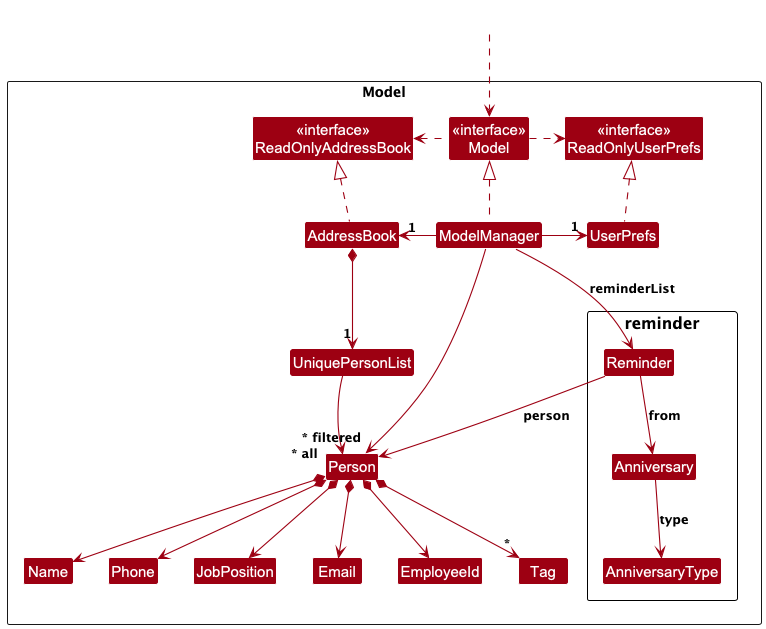 Model
«interface»
ReadOnlyAddressBook
«interface»
Model
«interface»
ReadOnlyUserPrefs
AddressBook
1
ModelManager
1
UserPrefs
reminderList
reminder
1
UniquePersonList
Reminder
person
from
* filtered
* all
Person
Anniversary
type
*
Name
Phone
JobPosition
Email
EmployeeId
Tag
AnniversaryType